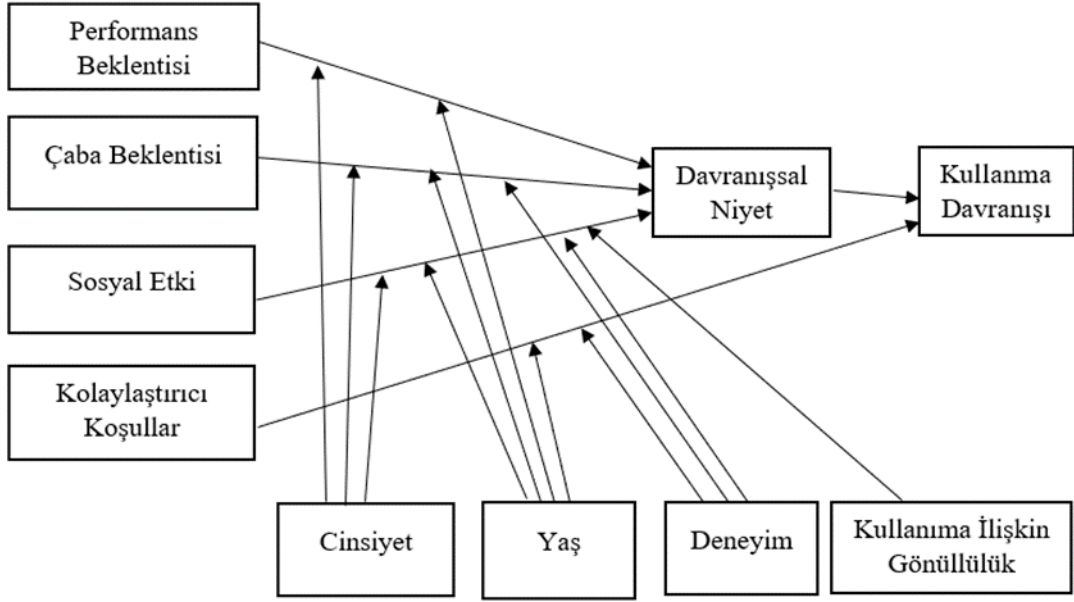 Performans
Beklentisi
Çaba Beklentisi
Sosyal Etki
Kolaylaştırıcı
Koşullar
Davranışsal
Niyet
Kullanma
Davranışı
Cinsiyet
Yaş
Deneyim
Kullanıma İlişkin
Gönüllülük